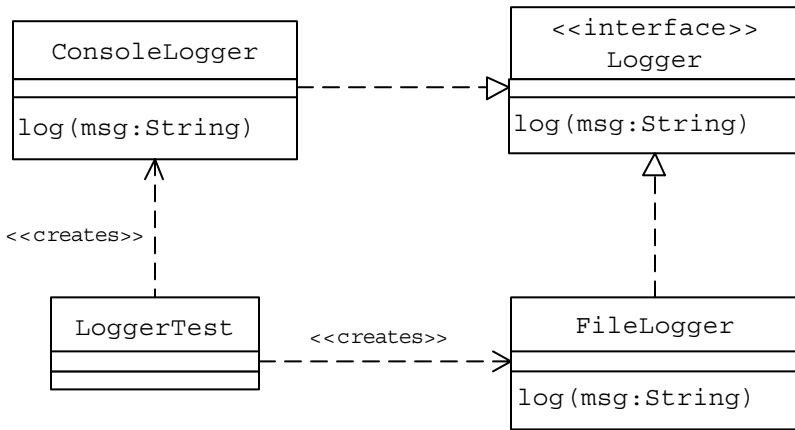 ConsoleLogger
log(msg:String)
<<interface>>
Logger
log(msg:String)
<<creates>>
LoggerTest
<<creates>>
FileLogger
log(msg:String)